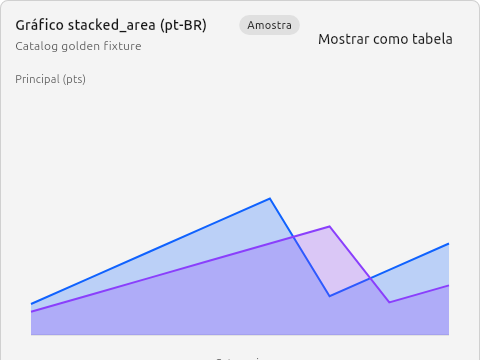 Gráfico stacked_area (pt-BR)
Amostra
Catalog golden fixture
Mostrar como tabela
Principal (pts)